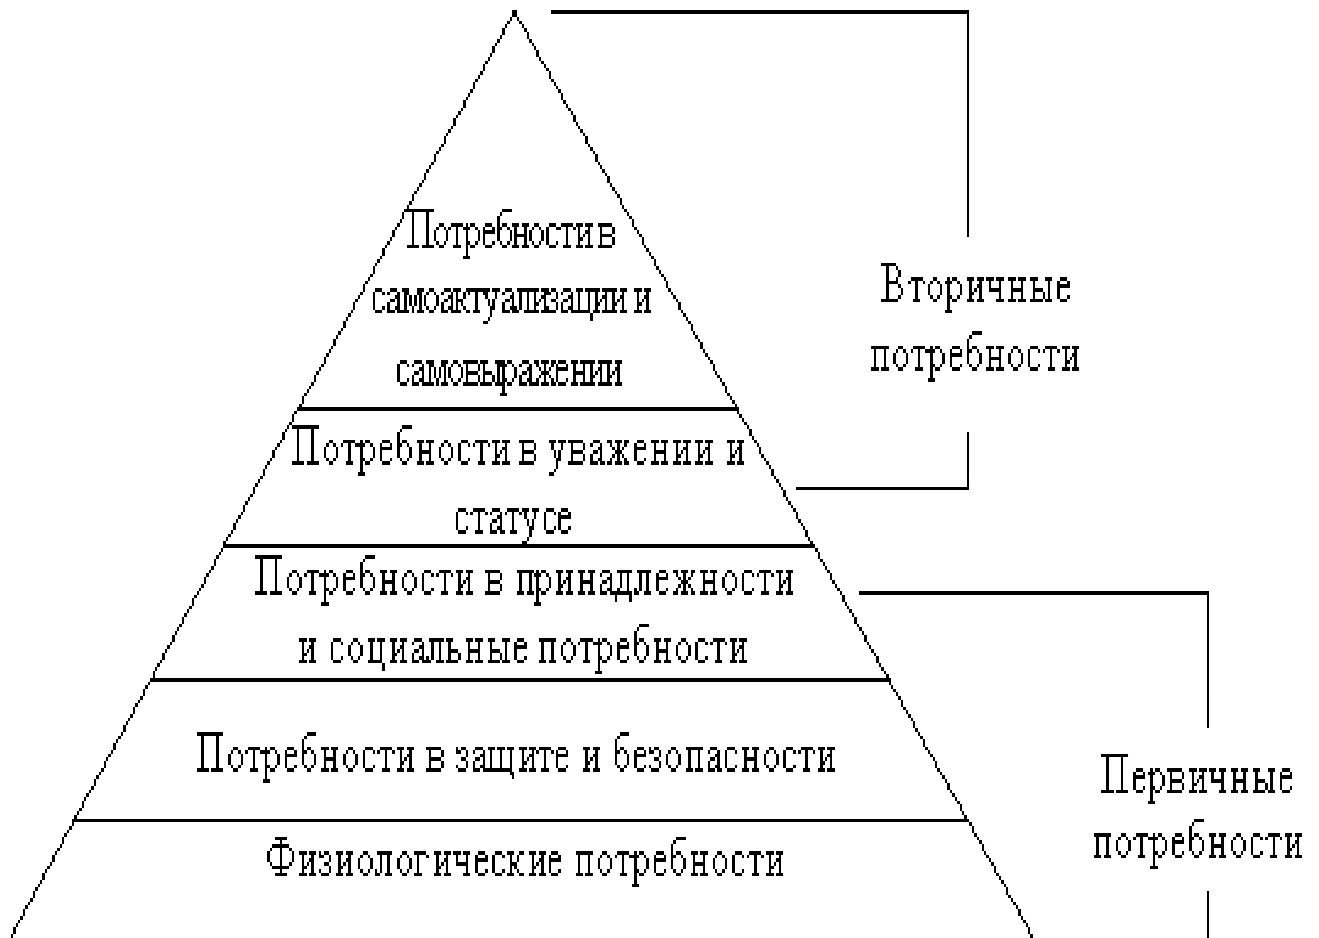 Потребности в
самоактуализации и
самовыражении
Вторичные
потребности
Потребности в уважении и
статусе
Потребности в принадлежности
и социальные потребности
Потребности в защите и безопасности
Первичные
потребности
Физиологические потребности